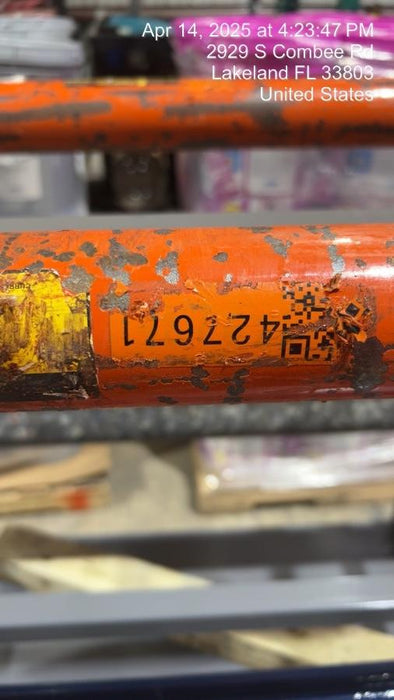 Apr 14, 2025 at 4:23:47 PM
2929 S Combee Rd
Lakeland FL 33803
United States
427671